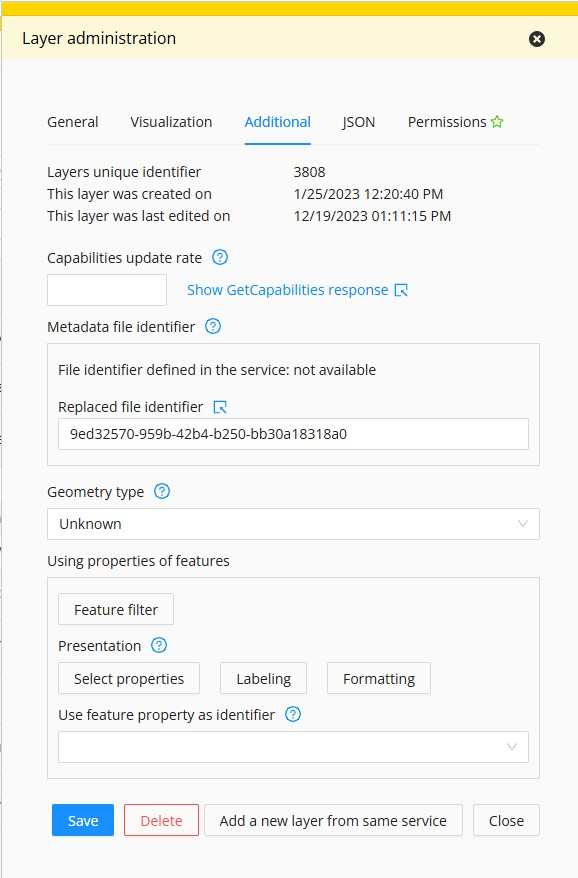 Layer administration
General Visualization Additional JSON Permissions
Layers unique identifier 3808
This layer was created on 1/25/2023 12:20:40 PM
This layer was last edited on 12/19/2023 01:11:15 PM
Capabilities update rate
Show GetCapabilities response
Metadata file identifier
File identifier defined in the service: not available
Replaced file identifier
9ed32570-959b-42b4-b250-bb30a18318a0
Geometry type
Unknown
Using properties of features
Feature filter
Presentation
Select properties Labeling Formatting
Use feature property as identifier
Save Delete Add a new layer from same service Close